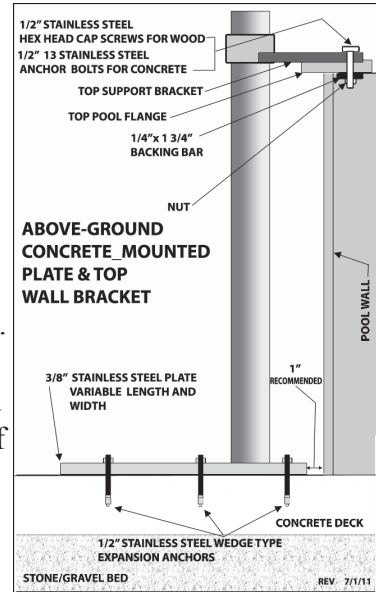 1/2" STAINLESS STEEL
HEX HEAD CAP SCREWS FOR WOOD
1/2" 13 STAINLESS STEEL
ANCHOR BOLTS FOR CONCRETE
TOP SUPPORT BRACKET
TOP POOL FLANGE
1/4"x 1 3/4"
BACKING BAR
NUT
ABOVE-GROUND
CONCRETE_MOUNTED
PLATE & TOP
WALL BRACKET
POOL WALL
3/8" STAINLESS STEEL PLATE
VARIABLE LENGTH AND
WIDTH
1"
RECOMMENDED
CONCRETE DECK
1/2" STAINLESS STEEL WEDGE TYPE
EXPANSION ANCHORS
STONE/GRAVEL BED
REV 7/1/11